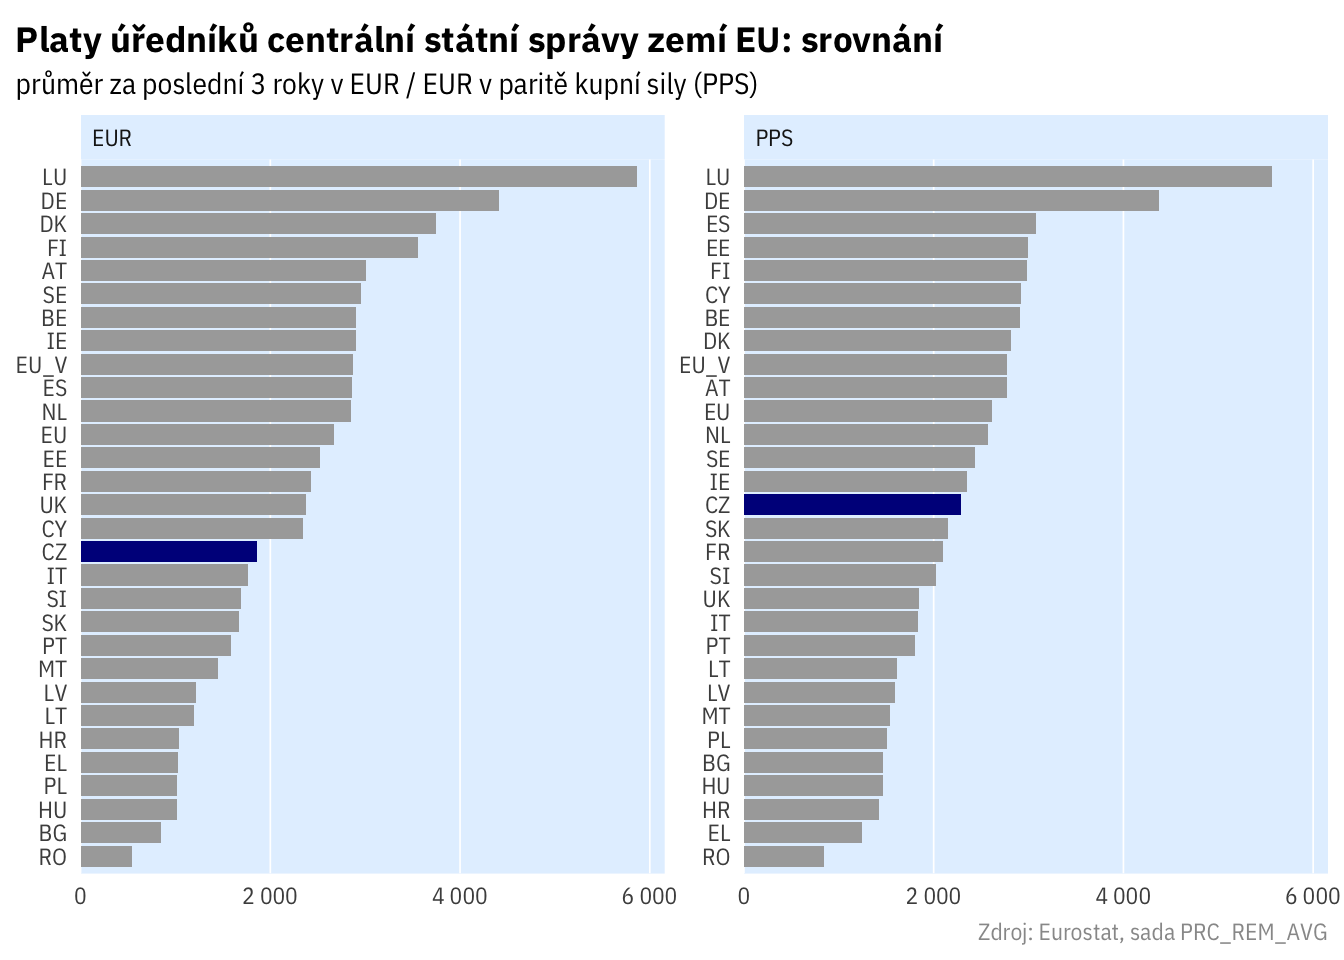 Platy úředníků centrální státní správy zemí EU: srovnání
průměr za poslední 3 roky v EUR / EUR v paritě kupní sily (PPS)
EUR
LU
DE
DK
FI
AT
SE
BE
IE
EU_V
ES
NL
EU
EE
FR
UK
CY
CZ
IT
SI
SK
PT
MT
LV
LT
HR
EL
PL
HU
BG
RO
0 2 000 4 000 6 000
PPS
LU
DE
ES
EE
FI
CY
BE
DK
EU_V
AT
EU
NL
SE
IE
CZ
SK
FR
SI
UK
IT
PT
LT
LV
MT
PL
BG
HU
HR
EL
RO
0 2 000 4 000 6 000
Zdroj: Eurostat, sada PRC_REM_AVG